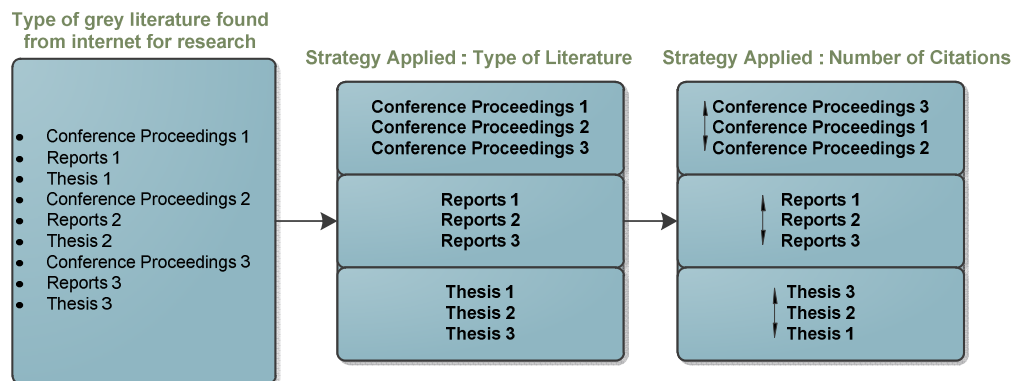 Type of grey literature found
from internet for research
• Conference Proceedings 1
• Reports 1
• Thesis 1
• Conference Proceedings 2
• Reports 2
• Thesis 2
• Conference Proceedings 3
• Reports 3
• Thesis 3
Strategy Applied : Type of Literature
Conference Proceedings 1
Conference Proceedings 2
Conference Proceedings 3
Reports 1
Reports 2
Reports 3
Thesis 1
Thesis 2
Thesis 3
Strategy Applied : Number of Citations
Conference Proceedings 3
Conference Proceedings 1
Conference Proceedings 2
Reports 1
Reports 2
Reports 3
Thesis 3
Thesis 2
Thesis 1